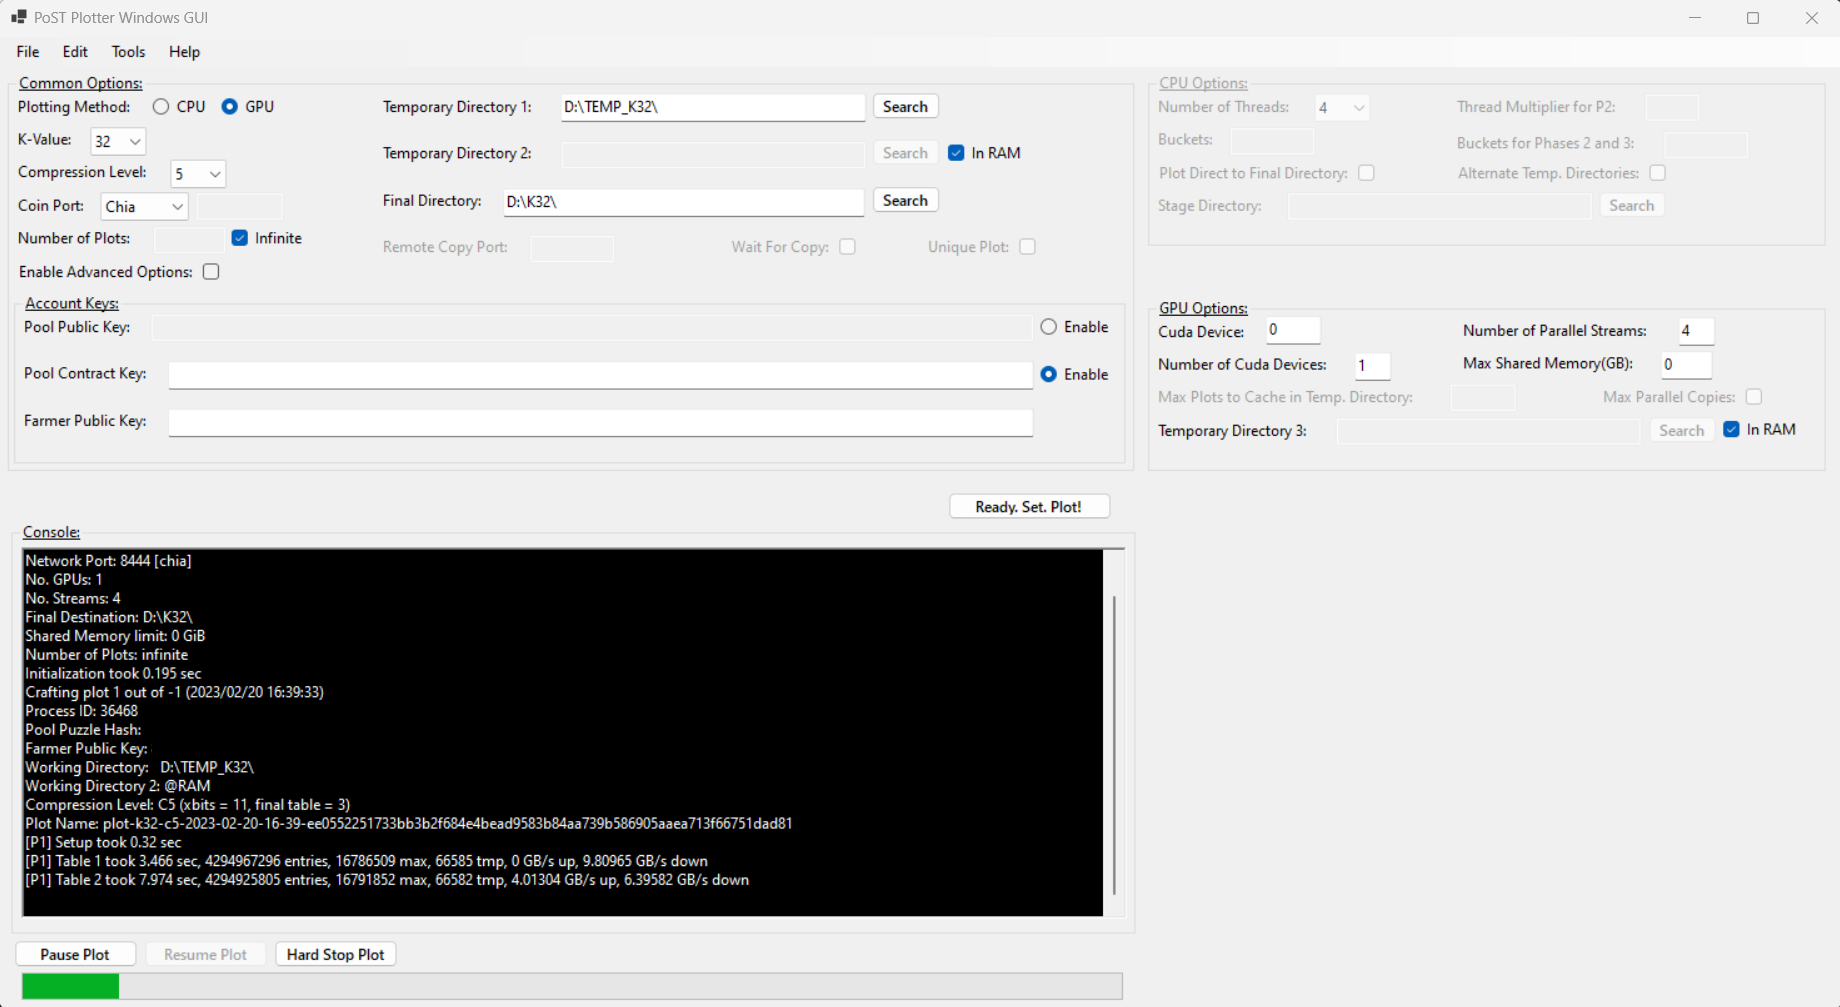 PoST Plotter Windows GUI
File Edit Tools Help
Common Options:
Plotting Method: CPU GPU
K-Value: 32
Compression Level: 5
Coin Port: Chia
Number of Plots: Infinite
Enable Advanced Options:
Temporary Directory 1: D:\TEMP_K32\ Search
Temporary Directory 2: Search In RAM
Final Directory: D:\K32\ Search
Remote Copy Port: Wait For Copy: Unique Plot:
Account Keys:
Pool Public Key: Enable
Pool Contract Key: Enable
Farmer Public Key:
CPU Options:
Number of Threads: 4 Thread Multiplier for P2:
Buckets: Buckets for Phases 2 and 3:
Plot Direct to Final Directory: Alternate Temp. Directories:
Stage Directory: Search
GPU Options:
Cuda Device: 0 Number of Parallel Streams: 4
Number of Cuda Devices: 1 Max Shared Memory(GB): 0
Max Plots to Cache in Temp. Directory: Max Parallel Copies:
Temporary Directory 3: Search In RAM
Ready. Set. Plot!
Console:
Network Port: 8444 [chia]
No. GPUs: 1
No. Streams: 4
Final Destination: D:\K32\
Shared Memory limit: 0 GiB
Number of Plots: infinite
Initialization took 0.195 sec
Crafting plot 1 out of -1 (2023/02/20 16:39:33)
Process ID: 36468
Pool Puzzle Hash:
Farmer Public Key:
Working Directory: D:\TEMP_K32\
Working Directory 2: @RAM
Compression Level: C5 (xbits = 11, final table = 3)
Plot Name: plot-k32-c5-2023-02-20-16-39-ee0552251733bb3b2f684e4bead9583b84aa739b586905aaea713f66751dad81
[P1] Setup took 0.32 sec
[P1] Table 1 took 3.466 sec, 4294967296 entries, 16786509 max, 66585 tmp, 0 GB/s up, 9.80965 GB/s down
[P1] Table 2 took 7.974 sec, 4294925805 entries, 16791852 max, 66582 tmp, 4.01304 GB/s up, 6.39582 GB/s down
Pause Plot Resume Plot Hard Stop Plot